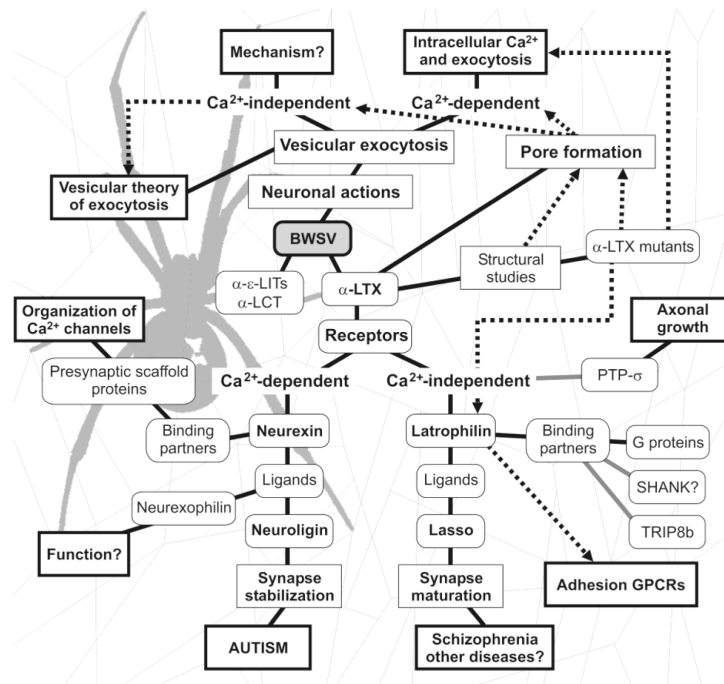 Mechanism?
Intracellular Ca²⁺
and exocytosis
Ca²⁺-independent
Ca²⁺-dependent
Vesicular exocytosis
Pore formation
Vesicular theory
of exocytosis
Neuronal actions
BWSV
α-LTX mutants
Structural
studies
α-ε-LITs
α-LCT
α-LTX
Organization of
Ca²⁺ channels
Axonal
growth
Receptors
Presynaptic scaffold
proteins
Ca²⁺-dependent
Ca²⁺-independent
PTP-σ
Binding
partners
Neurexin
Latrophilin
Binding
partners
G proteins
Ligands
Ligands
SHANK?
Neurexophilin
TRIP8b
Neuroligin
Lasso
Function?
Synapse
stabilization
Synapse
maturation
Adhesion GPCRs
AUTISM
Schizophrenia
other diseases?